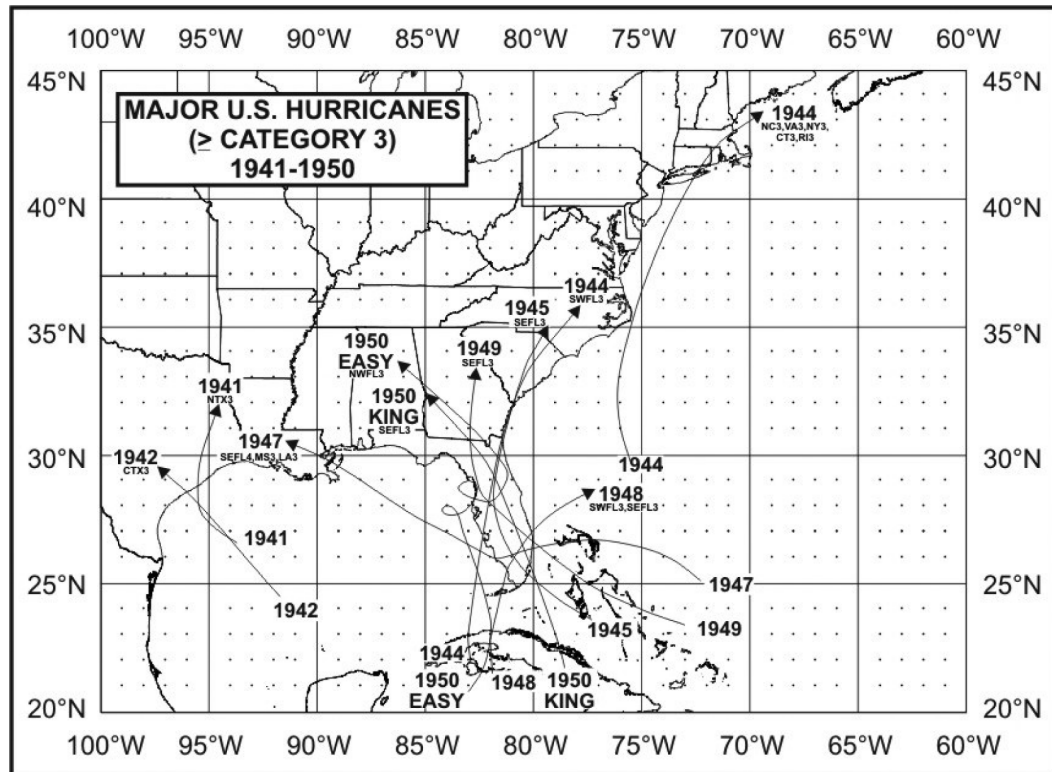 100°W 95°W 90°W 85°W 80°W 75°W 70°W 65°W 60°W
45°N 45°N
MAJOR U.S. HURRICANES
(≥ CATEGORY 3)
1941-1950
1944
NC3,VA3,NY3,
CT3,RI3
40°N 40°N
1944
SWFL3
1945
SEFL3
35°N 35°N
1950
EASY
NWFL3
1949
SEFL3
1941
NTX3
1950
KING
SEFL3
1947
SEFL4,MS3,LA3
1942
CTX3
30°N 30°N
1944
1948
SWFL3,SEFL3
1941
25°N 1947 25°N
1942
1945 1949
1944
1950
EASY
1948
1950
KING
20°N 20°N
100°W 95°W 90°W 85°W 80°W 75°W 70°W 65°W 60°W